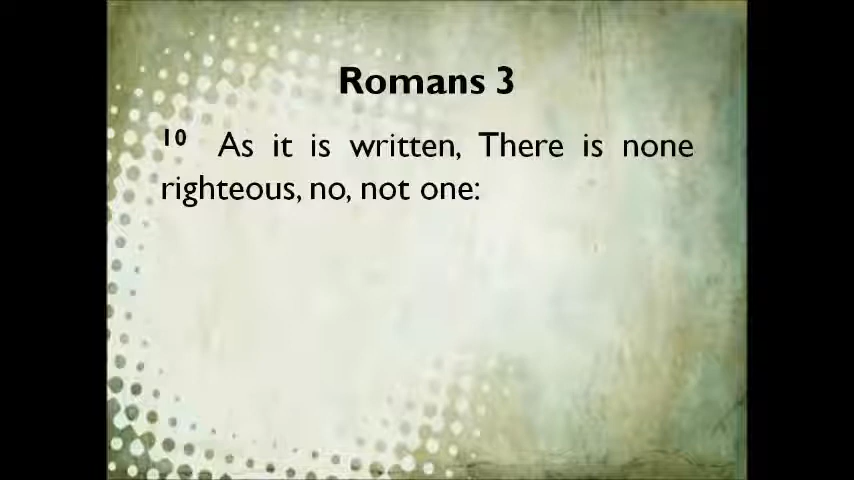 Romans 3
10 As it is written, There is none
righteous, no, not one: